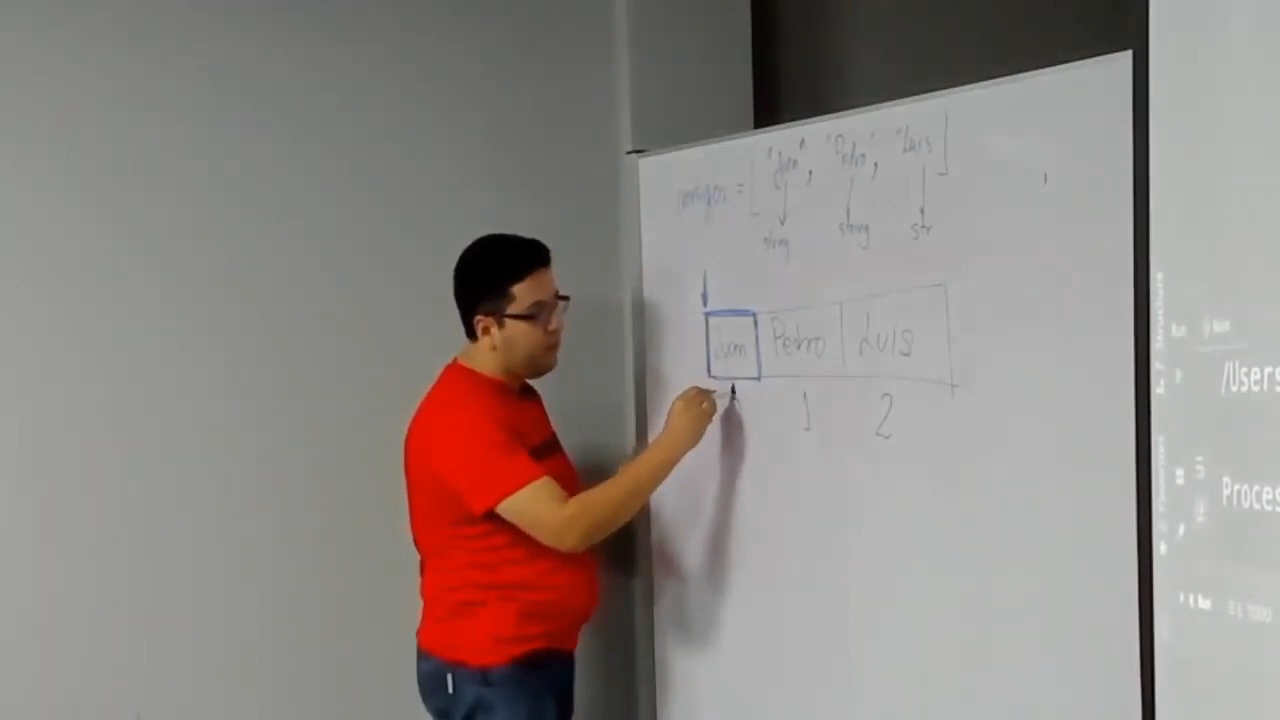 amigos = ["Juan", "Pedro", "Luis]
string string str
Juan Pedro Luis
1 2
/Users
Proces